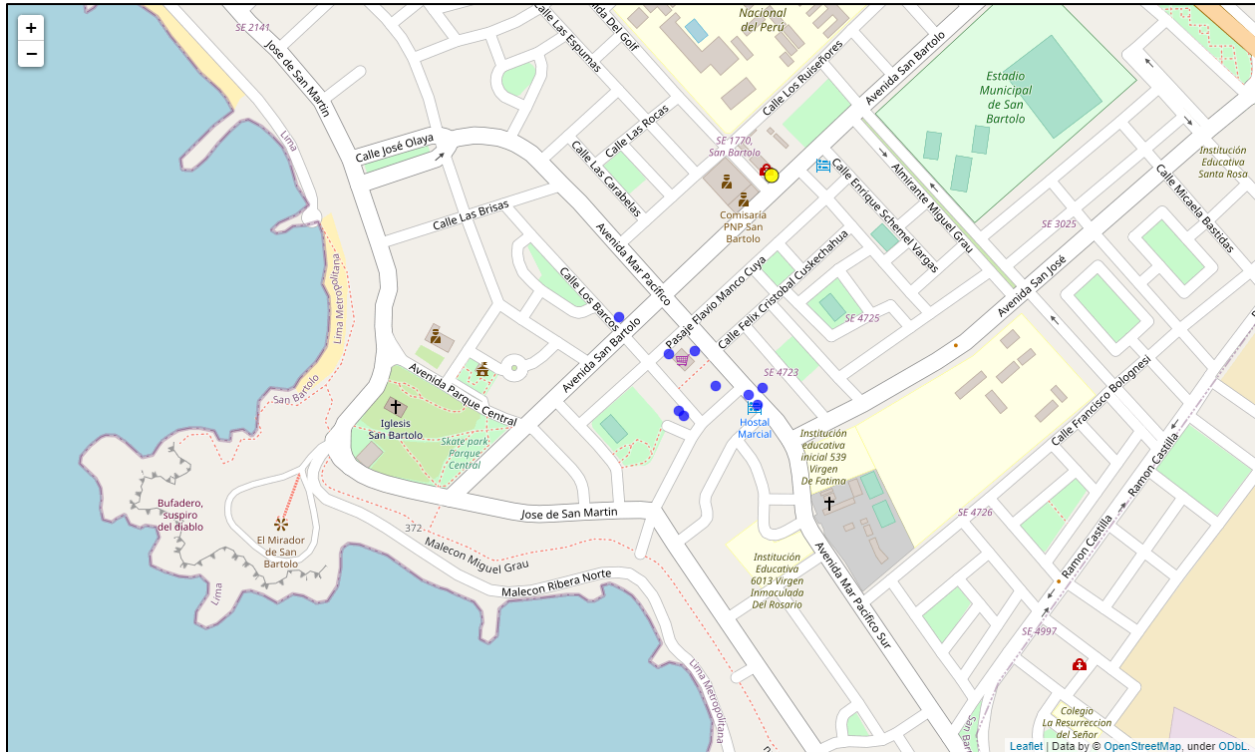 +
−
SE 2141
Jose de San Martin
Calle Las Espumas
Avenida Del Golf
Nacional
del Perú
Calle Los Ruiseñores
Avenida San Bartolo
Estadio
Municipal
de San
Bartolo
Institución
Educativa
Santa Rosa
Lima
Calle José Olaya
Calle Las Rocas
Calle Las Carabelas
SE 1770,
San Bartolo
Calle Enrique Schemel Vargas
Almirante Miguel Grau
Calle Micaela Bastidas
Calle Las Brisas
Comisaría
PNP San
Bartolo
SE 3025
Avenida Mar Pacífico
Pasaje Flavio Manco Cuya
Calle Felix Cristobal Cuskechahua
Avenida San José
Lima Metropolitana
San Bartolo
Calle Los Barcos
Avenida San Bartolo
SE 4725
SE 4723
Avenida Parque Central
Iglesis
San Bartolo
Skate park
Parque
Central
Hostal
Marcial
Institución
educativa
inicial 539
Virgen
De Fatima
Calle Francisco Bolognesi
Ramon Castilla
Ramon Castilla
Bufadero,
suspiro
del diablo
El Mirador
de San
Bartolo
Lima
372
Jose de San Martin
Malecon Miguel Grau
Malecon Ribera Norte
Institución
Educativa
6013 Virgen
Inmaculada
Del Rosario
Avenida Mar Pacifico Sur
SE 4726
SE 4997
Lima Metropolitana
San Bart
Colegio
La Resurreccion
del Señor
Leaflet | Data by © OpenStreetMap, under ODbL.